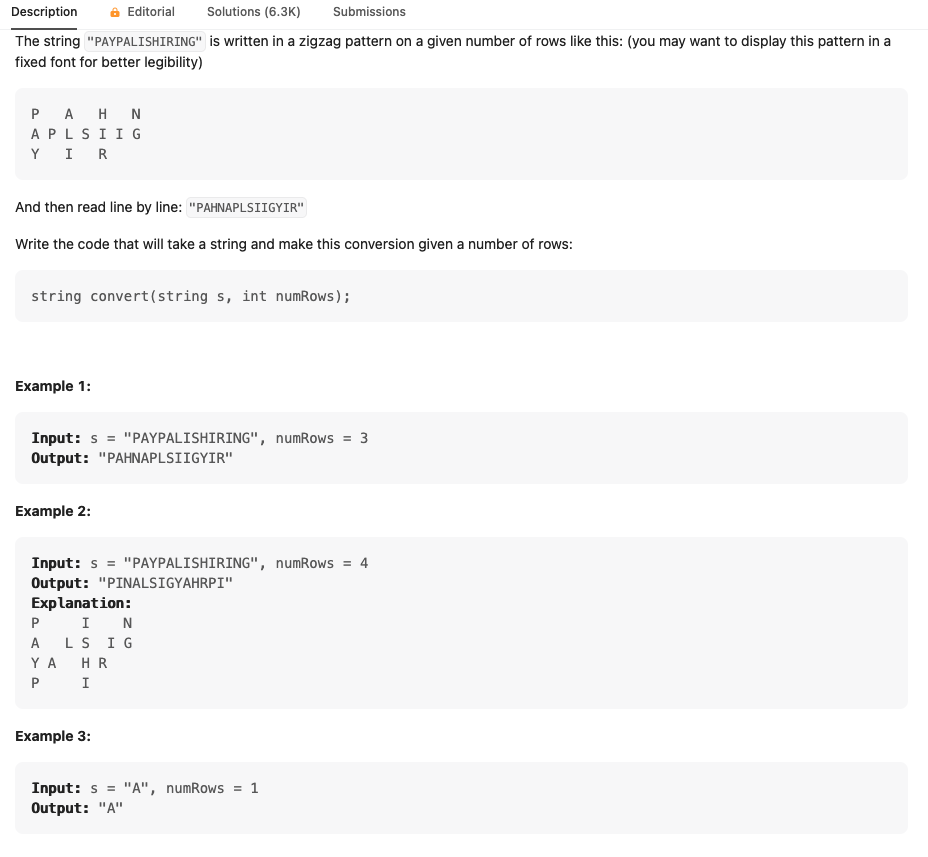 Description Editorial Solutions (6.3K) Submissions
The string "PAYPALISHIRING" is written in a zigzag pattern on a given number of rows like this: (you may want to display this pattern in a
fixed font for better legibility)
P   A   H   N
A P L S I I G
Y   I   R
And then read line by line: "PAHNAPLSIIGYIR"
Write the code that will take a string and make this conversion given a number of rows:
string convert(string s, int numRows);
Example 1:
Input: s = "PAYPALISHIRING", numRows = 3
Output: "PAHNAPLSIIGYIR"
Example 2:
Input: s = "PAYPALISHIRING", numRows = 4
Output: "PINALSIGYAHRPI"
Explanation:
P     I    N
A   L S  I G
Y A   H R
P     I
Example 3:
Input: s = "A", numRows = 1
Output: "A"